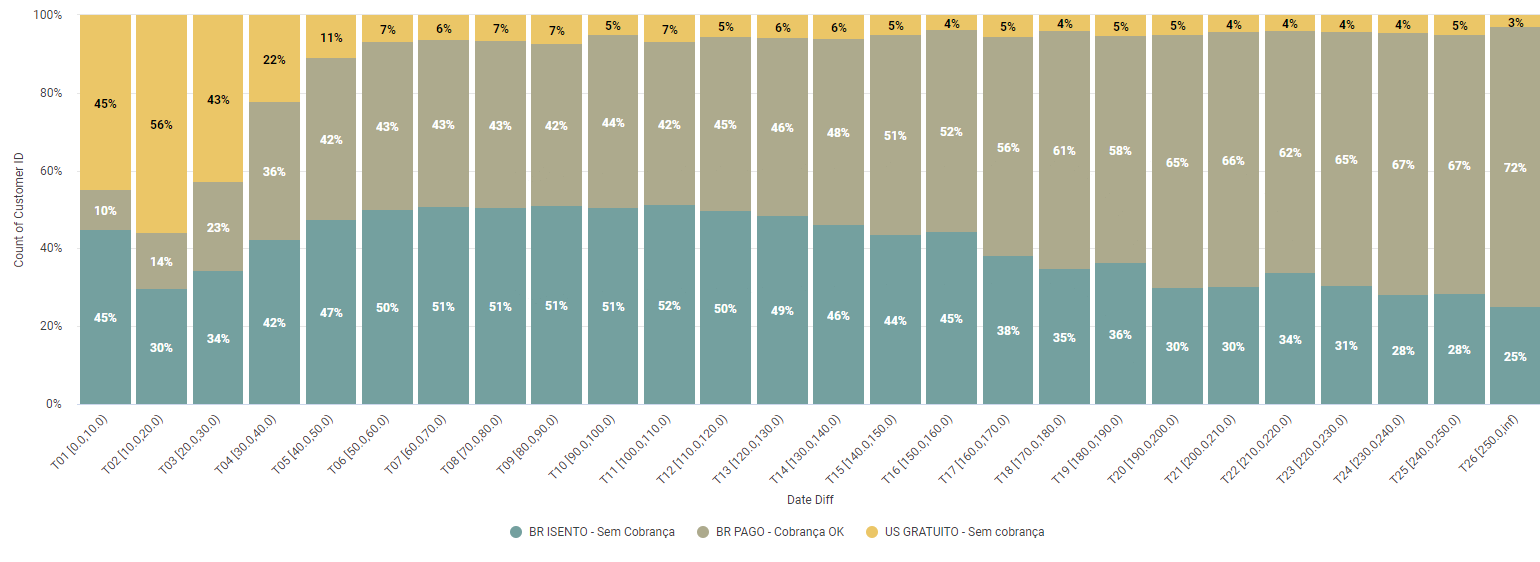 100%
80%
60%
40%
20%
0%
Count of Customer ID
45% 56% 43% 22% 11% 7% 6% 7% 7% 5% 7% 5% 6% 6% 5% 4% 5% 4% 5% 5% 4% 4% 4% 4% 5% 3%
10% 14% 23% 36% 42% 43% 43% 43% 42% 44% 42% 45% 46% 48% 51% 52% 56% 61% 58% 65% 66% 62% 65% 67% 67% 72%
45% 30% 34% 42% 47% 50% 51% 51% 51% 51% 52% 50% 49% 46% 44% 45% 38% 35% 36% 30% 30% 34% 31% 28% 28% 25%
T01 [0.0,10.0)
T02 [10.0,20.0)
T03 [20.0,30.0)
T04 [30.0,40.0)
T05 [40.0,50.0)
T06 [50.0,60.0)
T07 [60.0,70.0)
T08 [70.0,80.0)
T09 [80.0,90.0)
T10 [90.0,100.0)
T11 [100.0,110.0)
T12 [110.0,120.0)
T13 [120.0,130.0)
T14 [130.0,140.0)
T15 [140.0,150.0)
T16 [150.0,160.0)
T17 [160.0,170.0)
T18 [170.0,180.0)
T19 [180.0,190.0)
T20 [190.0,200.0)
T21 [200.0,210.0)
T22 [210.0,220.0)
T23 [220.0,230.0)
T24 [230.0,240.0)
T25 [240.0,250.0)
T26 [250.0,inf)
Date Diff
BR ISENTO - Sem Cobrança BR PAGO - Cobrança OK US GRATUITO - Sem cobrança